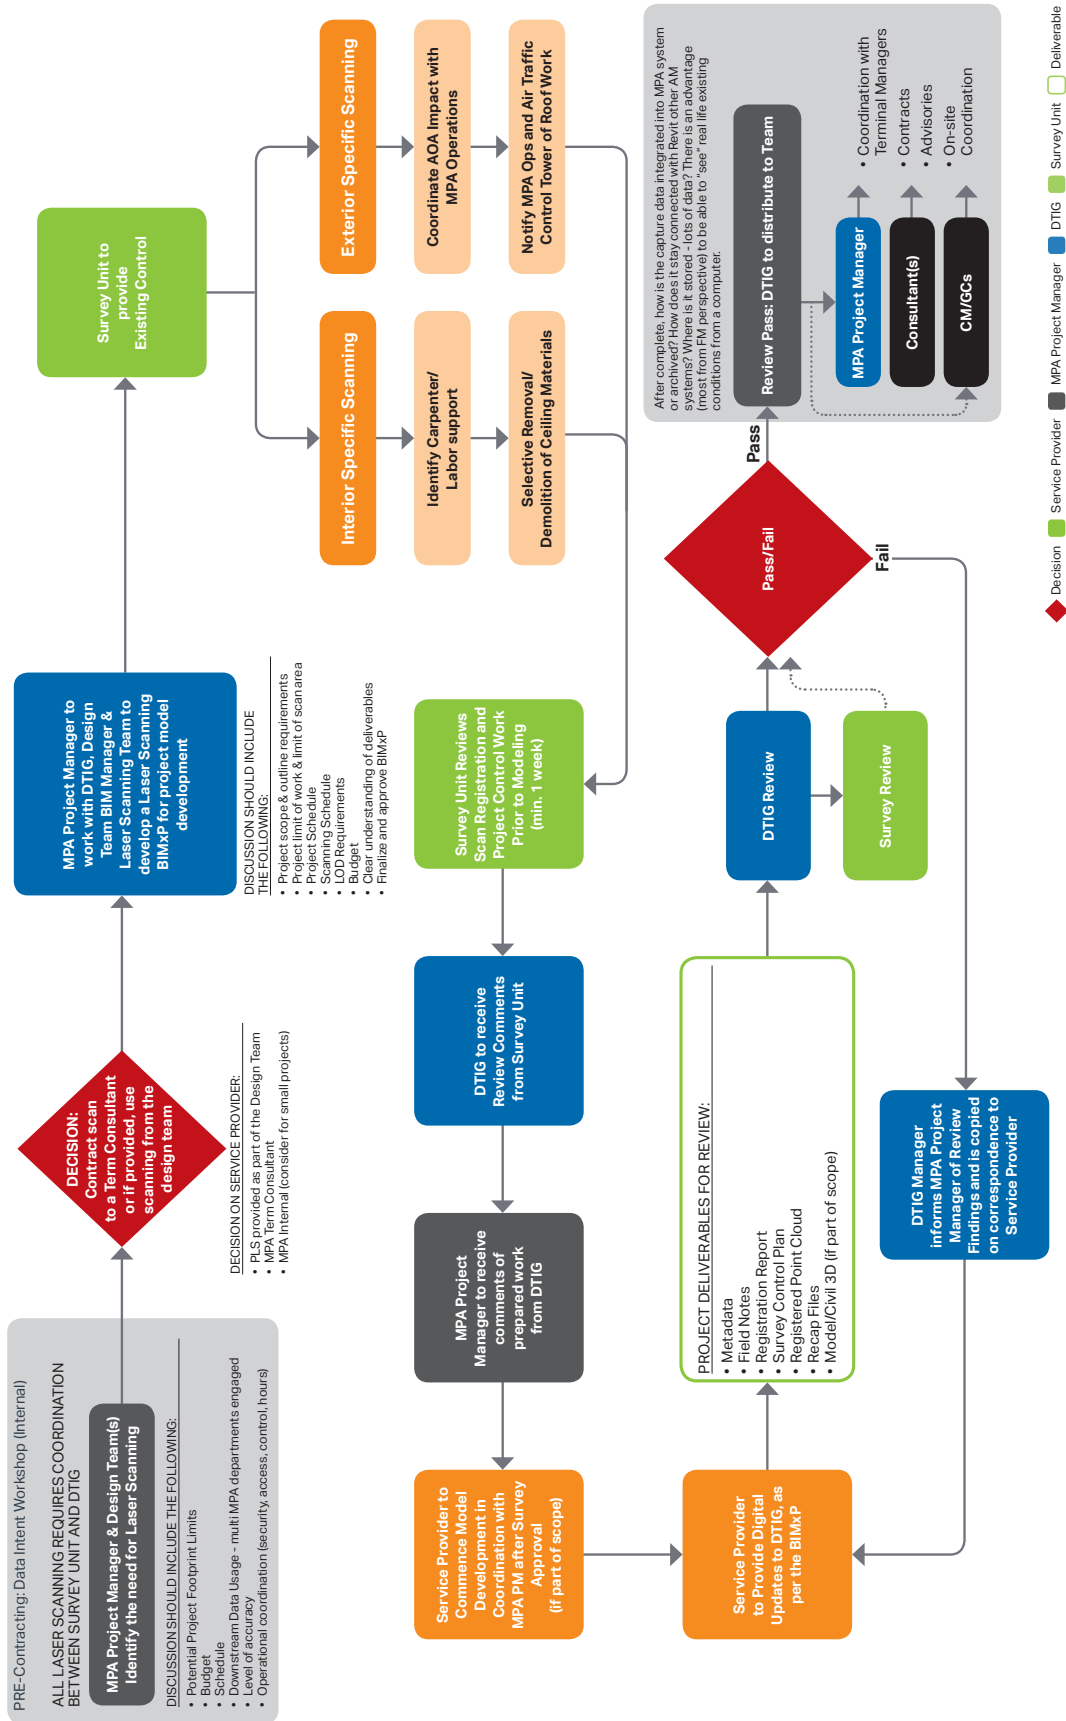 PRE-Contracting: Data Intent Workshop (Internal)
ALL LASER SCANNING REQUIRES COORDINATION
BETWEEN SURVEY UNIT AND DTIG
MPA Project Manager & Design Team(s)
Identify the need for Laser Scanning
DISCUSSION SHOULD INCLUDE THE FOLLOWING:
• Potential Project Footprint Limits
• Budget
• Schedule
• Downstream Data Usage - multi MPA departments engaged
• Level of accuracy
• Operational coordination (security, access, control, hours)
DECISION:
Contract scan
to a Term Consultant
or if provided, use
scanning from the
design team
DECISION ON SERVICE PROVIDER:
• PLS provided as part of the Design Team
• MPA Term Consultant
• MPA Internal (consider for small projects)
MPA Project Manager to
work with DTIG, Design
Team BIM Manager &
Laser Scanning Team to
develop a Laser Scanning
BIMxP for project model
development
DISCUSSION SHOULD INCLUDE
THE FOLLOWING:
• Project scope & outline requirements
• Project limit of work & limit of scan area
• Project Schedule
• Scanning Schedule
• LOD Requirements
• Budget
• Clear understanding of deliverables
• Finalize and approve BIMxP
Survey Unit to
provide
Existing Control
Interior Specific Scanning
Identify Carpenter/
Labor support
Selective Removal/
Demolition of Ceiling Materials
Exterior Specific Scanning
Coordinate AOA Impact with
MPA Operations
Notify MPA Ops and Air Traffic
Control Tower of Roof Work
Survey Unit Reviews
Scan Registration and
Project Control Work
Prior to Modeling
(min. 1 week)
DTIG to receive
Review Comments
from Survey Unit
MPA Project
Manager to receive
comments of
prepared work
from DTIG
Service Provider to
Commence Model
Development in
Coordination with
MPA PM after Survey
Approval
(if part of scope)
Service Provider
to Provide Digital
Updates to DTIG, as
per the BIMxP
PROJECT DELIVERABLES FOR REVIEW:
• Metadata
• Field Notes
• Registration Report
• Survey Control Plan
• Registered Point Cloud
• Recap Files
• Model/Civil 3D (if part of scope)
DTIG Review
Survey Review
Pass/Fail
Pass
Fail
DTIG Manager
informs MPA Project
Manager of Review
Findings and is copied
on correspondence to
Service Provider
After complete, how is the capture data integrated into MPA system
or archived? How does it stay connected with Revit other AM
systems? Where is it stored - lots of data? There is an advantage
(most from FM perspective) to be able to "see" real life existing
conditions from a computer.
Review Pass: DTIG to distribute to Team
MPA Project Manager
Consultant(s)
CM/GCs
• Coordination with
Terminal Managers
• Contracts
• Advisories
• On-site
Coordination
Decision
Service Provider
MPA Project Manager
DTIG
Survey Unit
Deliverable